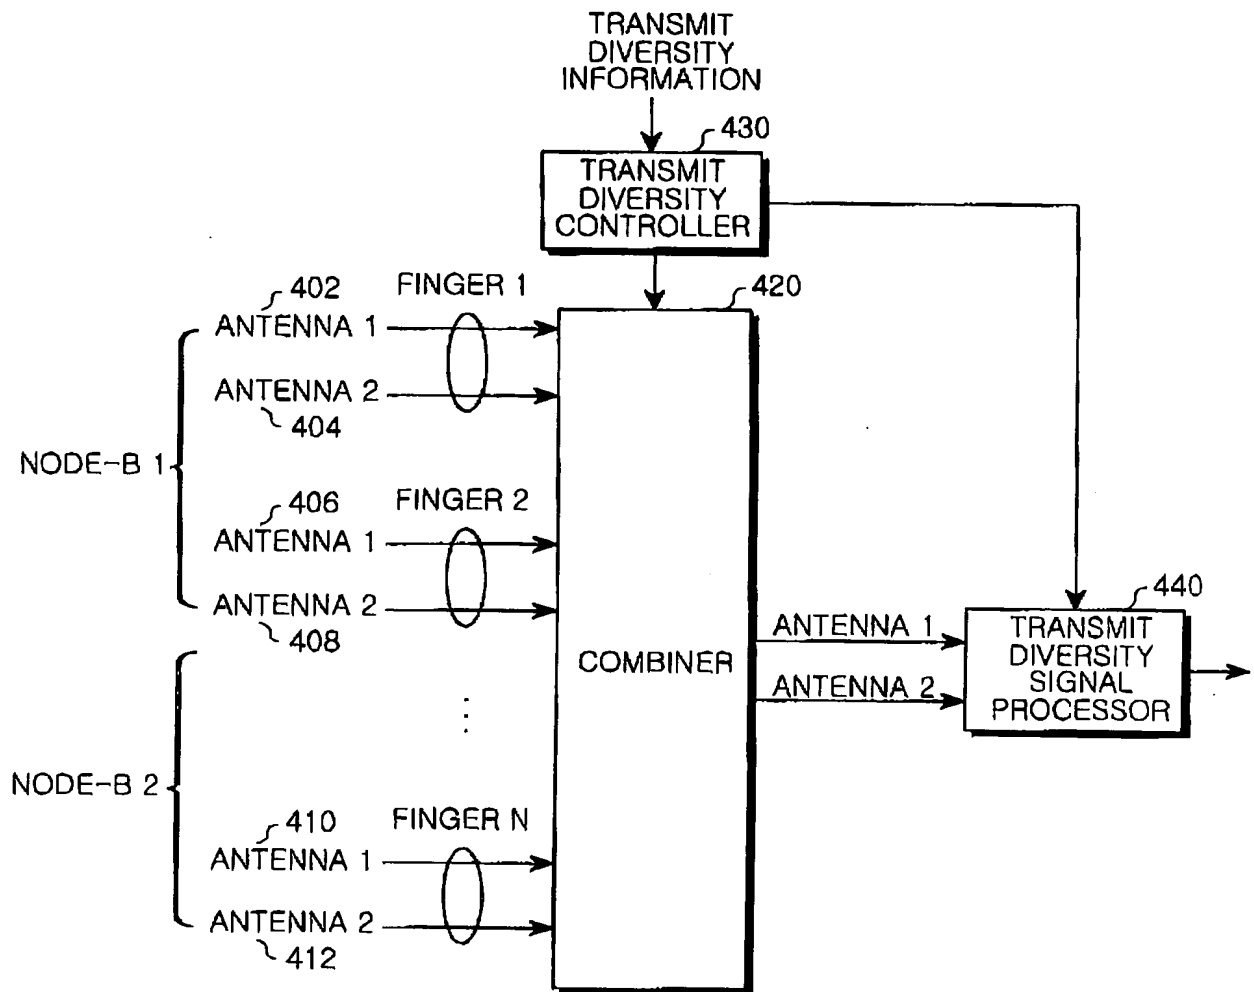 TRANSMIT
DIVERSITY
INFORMATION
430
TRANSMIT
DIVERSITY
CONTROLLER
420
402
FINGER 1
ANTENNA 1
ANTENNA 2
404
NODE-B 1
406
FINGER 2
ANTENNA 1
ANTENNA 2
408
COMBINER
ANTENNA 1
ANTENNA 2
440
TRANSMIT
DIVERSITY
SIGNAL
PROCESSOR
NODE-B 2
410
FINGER N
ANTENNA 1
ANTENNA 2
412